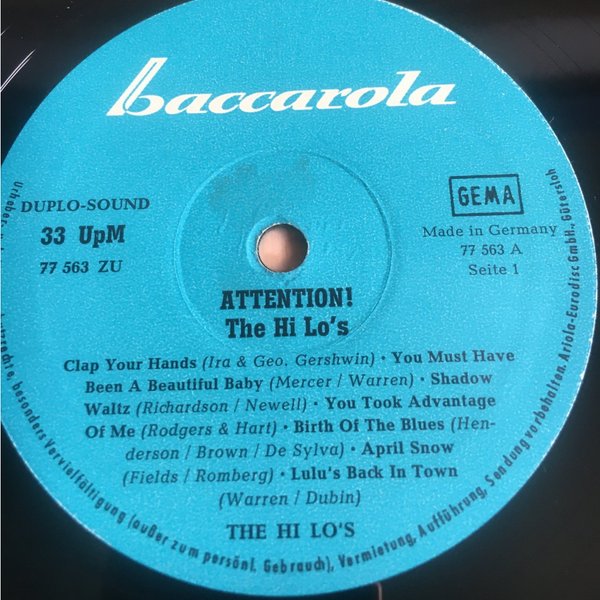 baccarola
DUPLO-SOUND
33 UpM
77 563 ZU
GEMA
Made in Germany
77 563 A
Seite 1
ATTENTION!
The Hi Lo's
Clap Your Hands (Ira & Geo. Gershwin) · You Must Have
Been A Beautiful Baby (Mercer / Warren) · Shadow
Waltz (Richardson / Newell) · You Took Advantage
Of Me (Rodgers & Hart) · Birth Of The Blues (Hen-
derson / Brown / De Sylva) · April Snow
(Fields / Romberg) · Lulu's Back In Town
(Warren / Dubin)
THE HI LO'S
besonders Vervielfältigung (außer zum persönl. Gebrauch), Vermietung, Aufführung, Sendung vorbehalten. Ariola-Eurodisc GmbH., Gütersloh